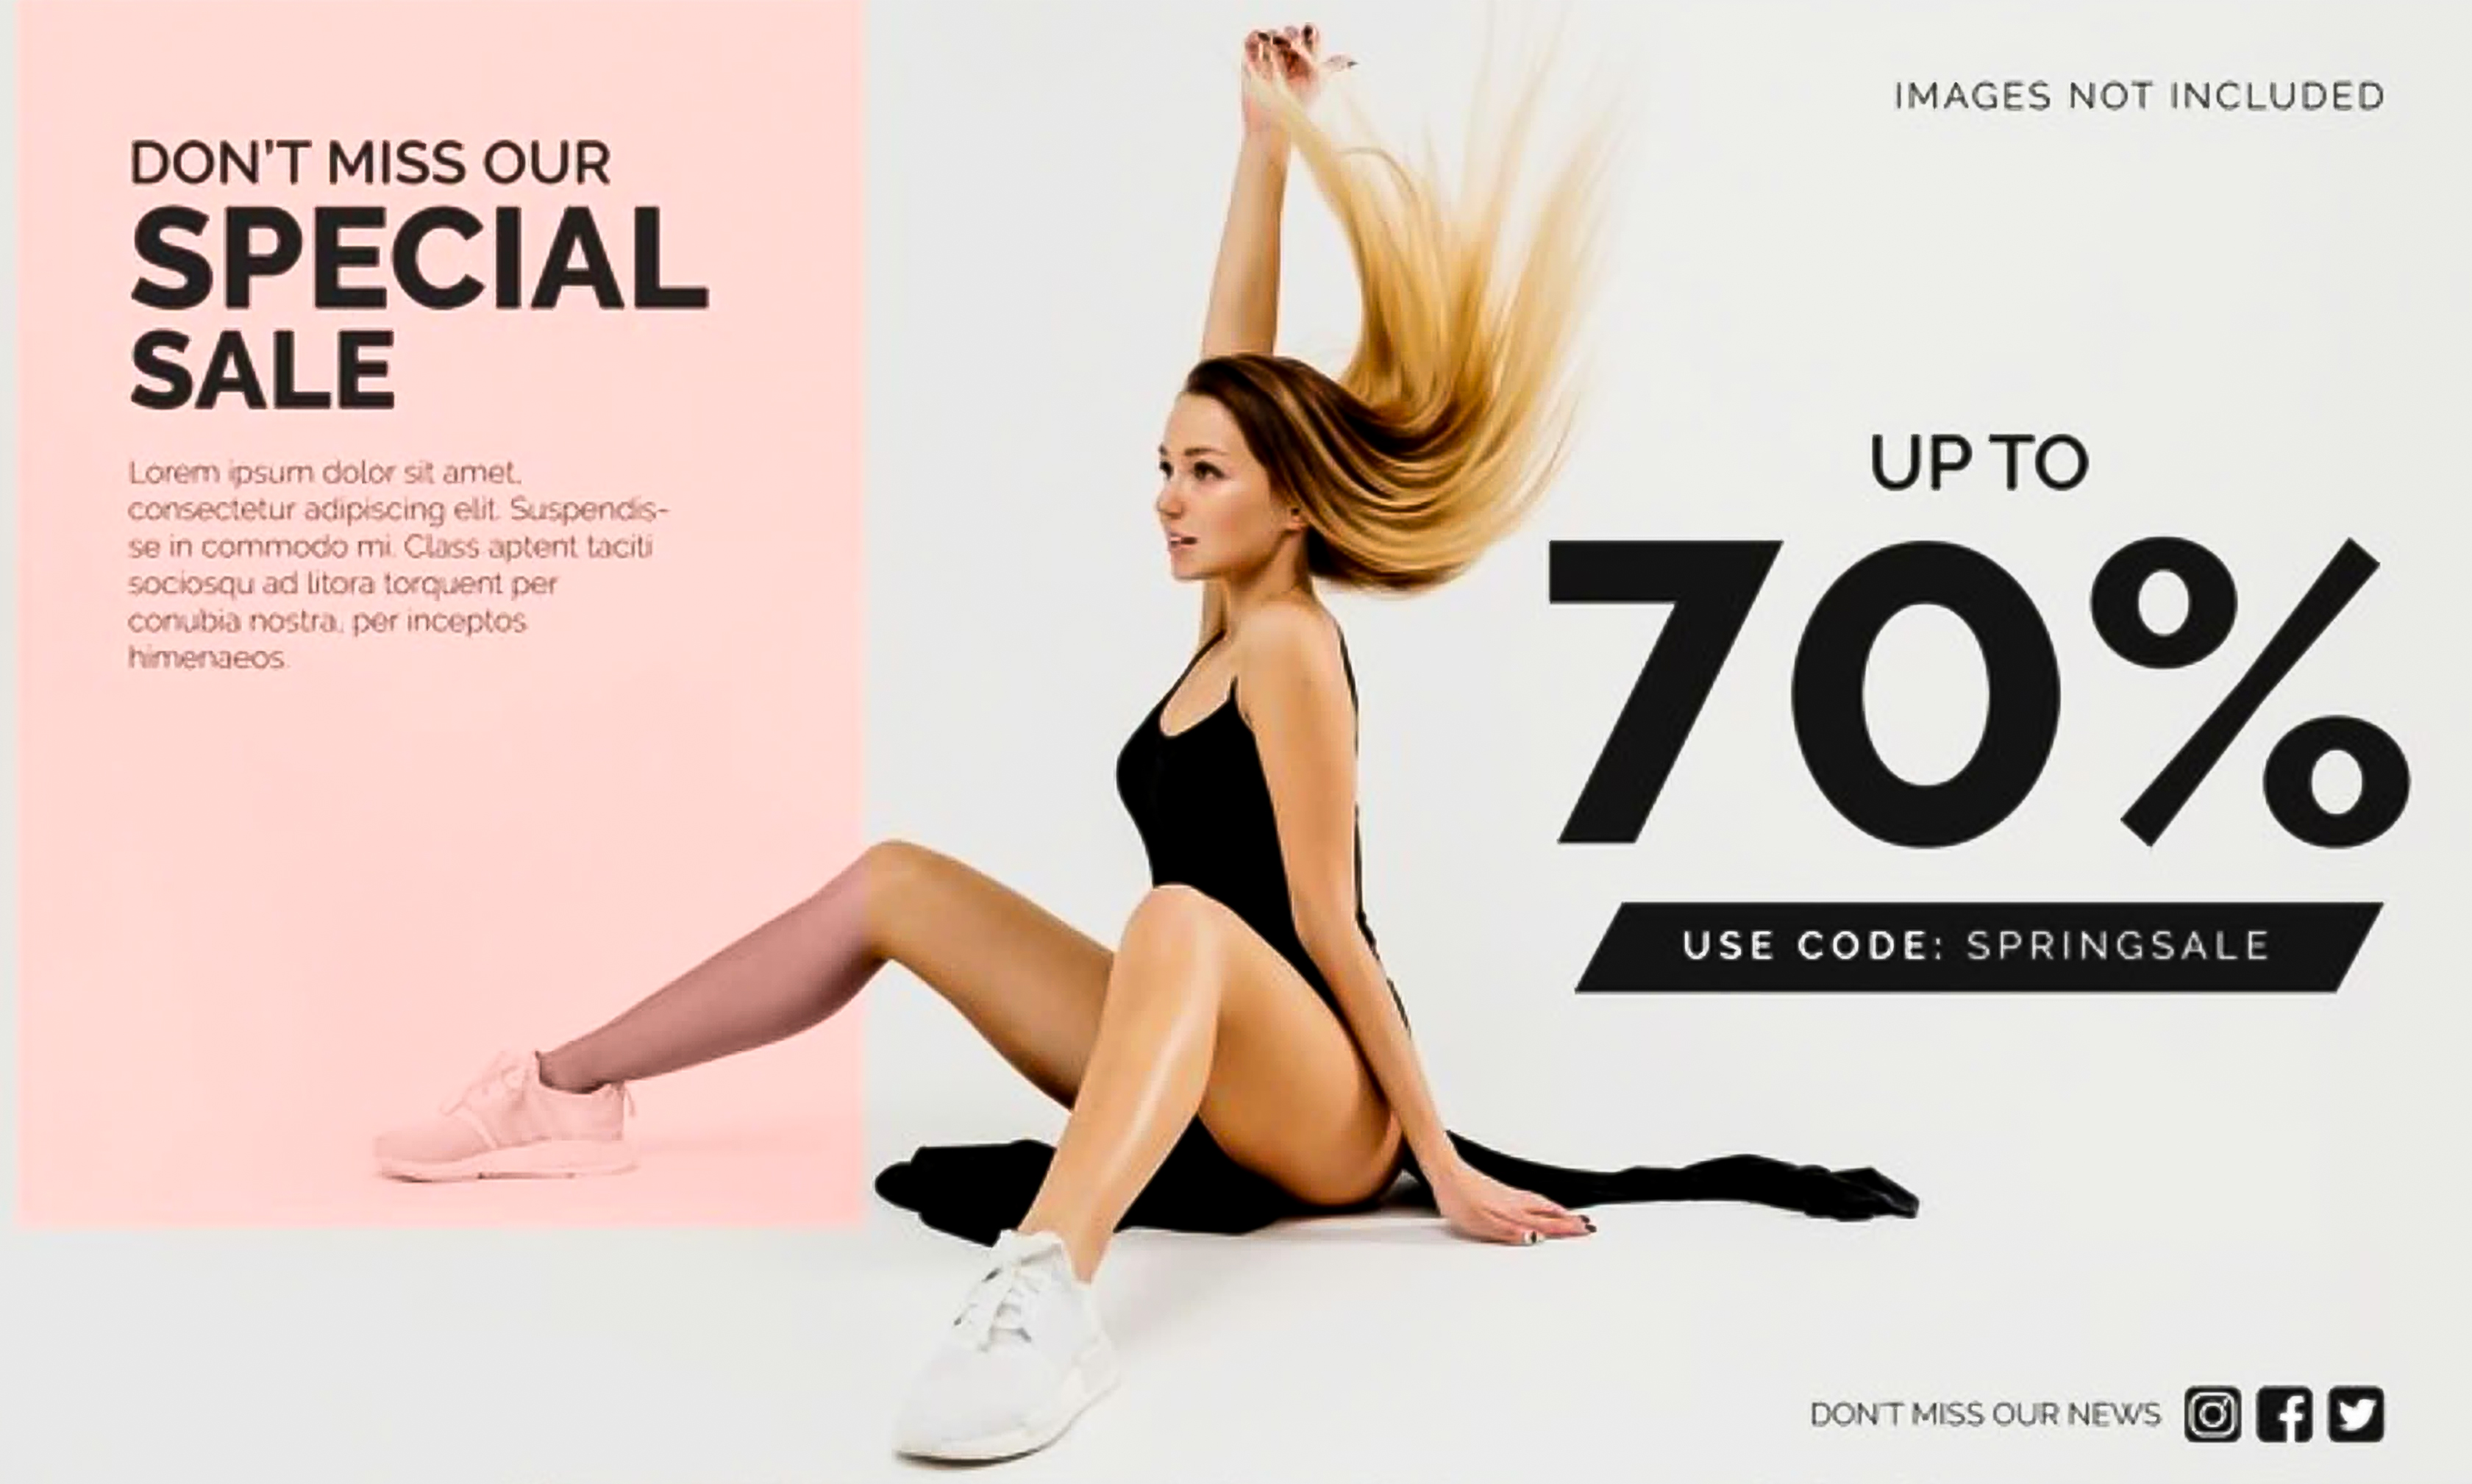 DON'T MISS OUR
SPECIAL
SALE
Lorem ipsum dolor sit amet,
consectetur adipiscing elit. Suspendis-
se in commodo mi. Class aptent taciti
sociosqu ad litora torquent per
conubia nostra, per inceptos
himenaeos.
IMAGES NOT INCLUDED
UP TO
70%
USE CODE: SPRINGSALE
DON'T MISS OUR NEWS